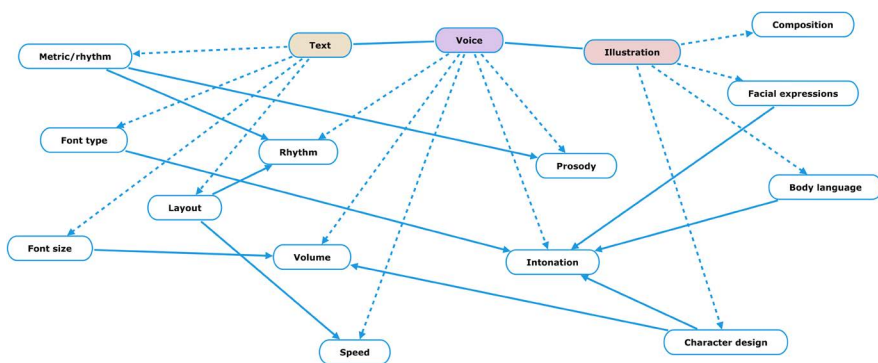 Composition
Voice
Text
Illustration
Metric/rhythm
Facial expressions
Font type
Rhythm
Prosody
Body language
Layout
Font size
Volume
Intonation
Character design
Speed